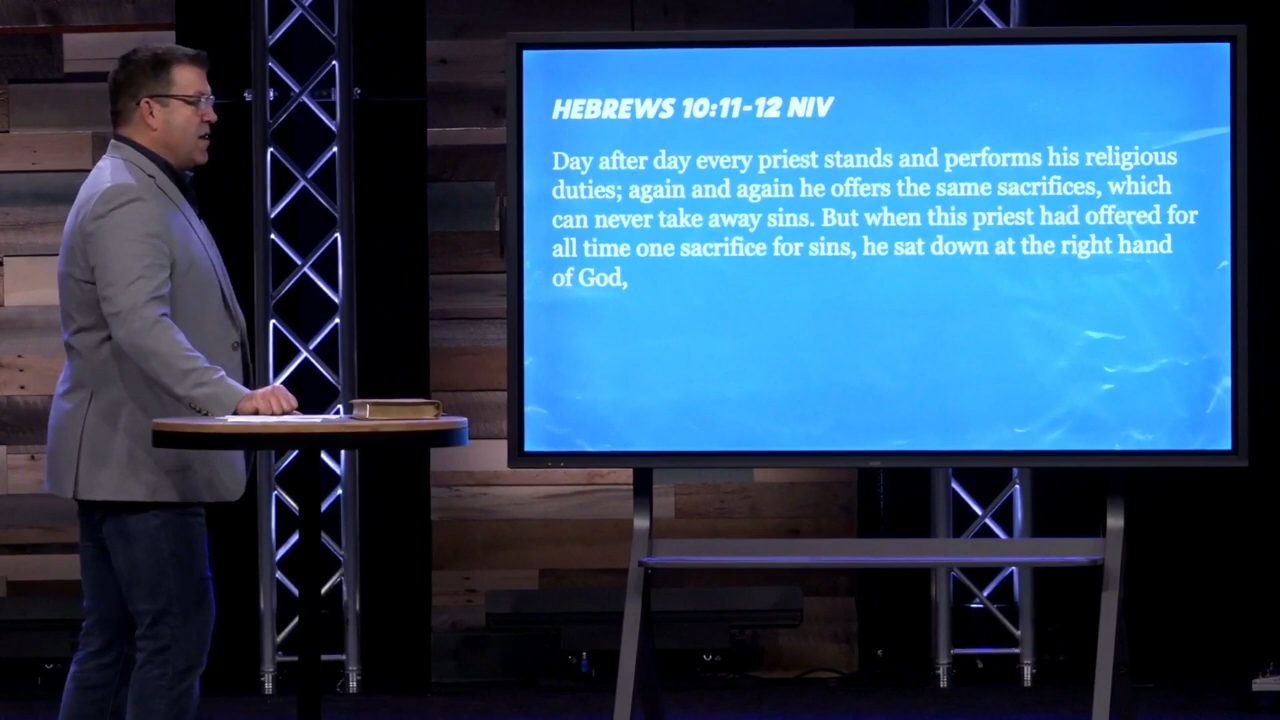 HEBREWS 10:11-12 NIV
Day after day every priest stands and performs his religious
duties; again and again he offers the same sacrifices, which
can never take away sins. But when this priest had offered for
all time one sacrifice for sins, he sat down at the right hand
of God,